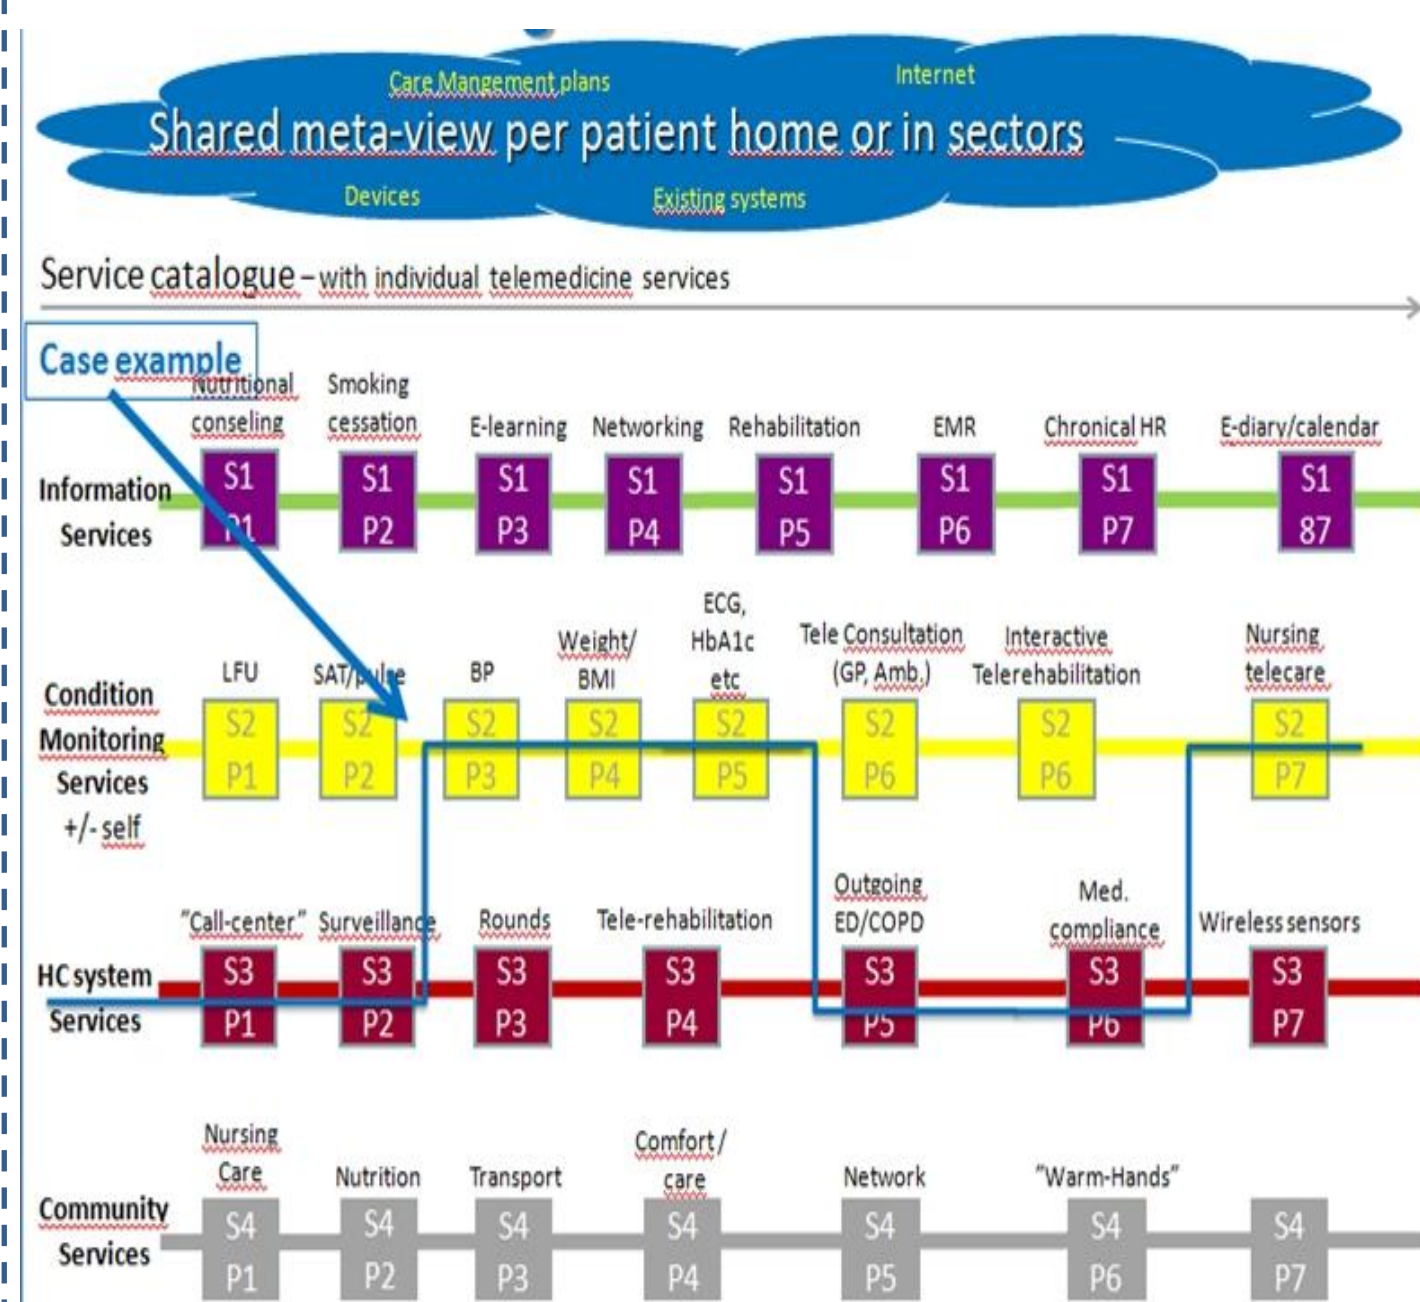 Care Mangement plans
Internet
Shared meta-view per patient home or in sectors
Devices
Existing systems
Service catalogue – with individual telemedicine services
Case example
Nutritional
conseling
Smoking
cessation
E-learning
Networking
Rehabilitation
EMR
Chronical HR
E-diary/calendar
Information
Services
S1
P1
S1
P2
S1
P3
S1
P4
S1
P5
S1
P6
S1
P7
S1
87
LFU
SAT/pulse
BP
Weight/
BMI
ECG,
HbA1c
etc
Tele Consultation
(GP, Amb.)
Interactive
Telerehabilitation
Nursing
telecare
Condition
Monitoring
Services
+/- self
S2
P1
S2
P2
S2
P3
S2
P4
S2
P5
S2
P6
S2
P6
S2
P7
"Call-center"
Surveillance
Rounds
Tele-rehabilitation
Outgoing
ED/COPD
Med.
compliance
Wireless sensors
HC system
Services
S3
P1
S3
P2
S3
P3
S3
P4
S3
P5
S3
P6
S3
P7
Nursing
Care
Nutrition
Transport
Comfort /
care
Network
"Warm-Hands"
Community
Services
S4
P1
S4
P2
S4
P3
S4
P4
S4
P5
S4
P6
S4
P7